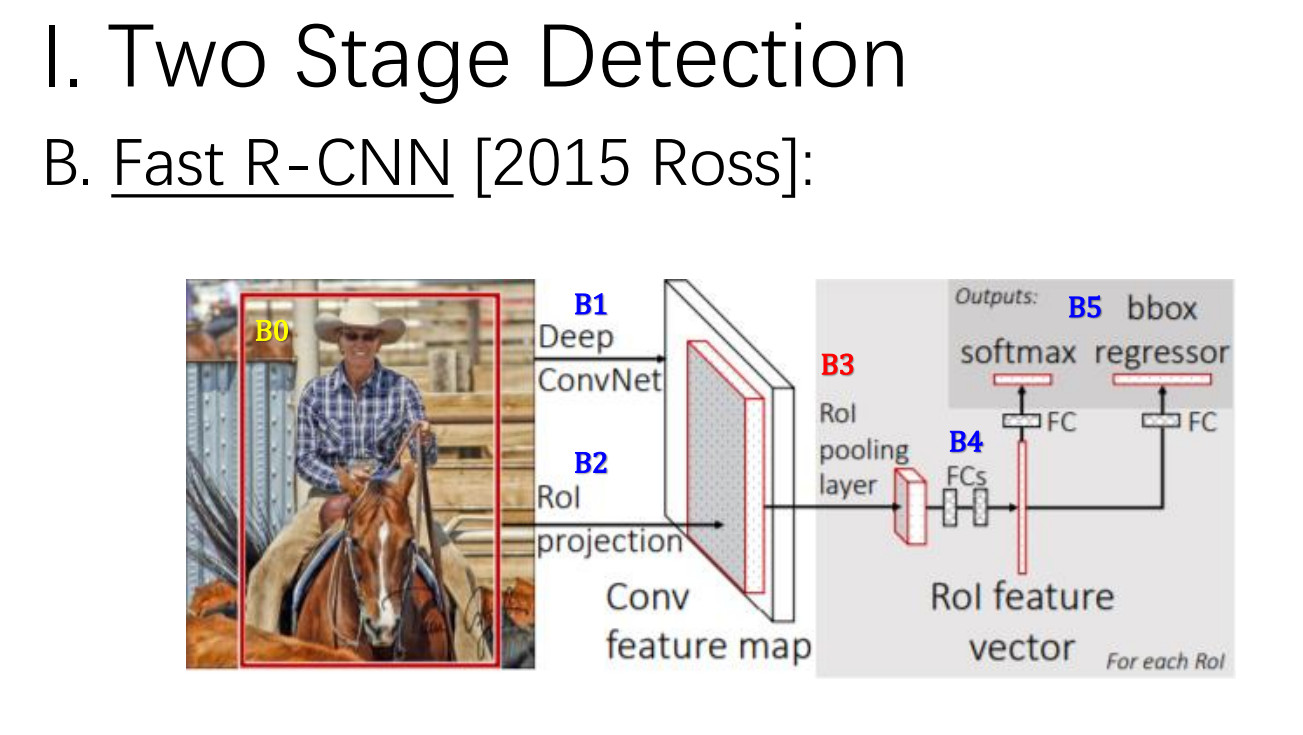 I. Two Stage Detection
B. Fast R-CNN [2015 Ross]:
B0
B1
Deep
ConvNet
B2
RoI
projection
Conv
feature map
B3
RoI
pooling
layer
B4
FCs
Outputs:
B5
bbox
softmax
regressor
FC
FC
RoI feature
vector
For each RoI